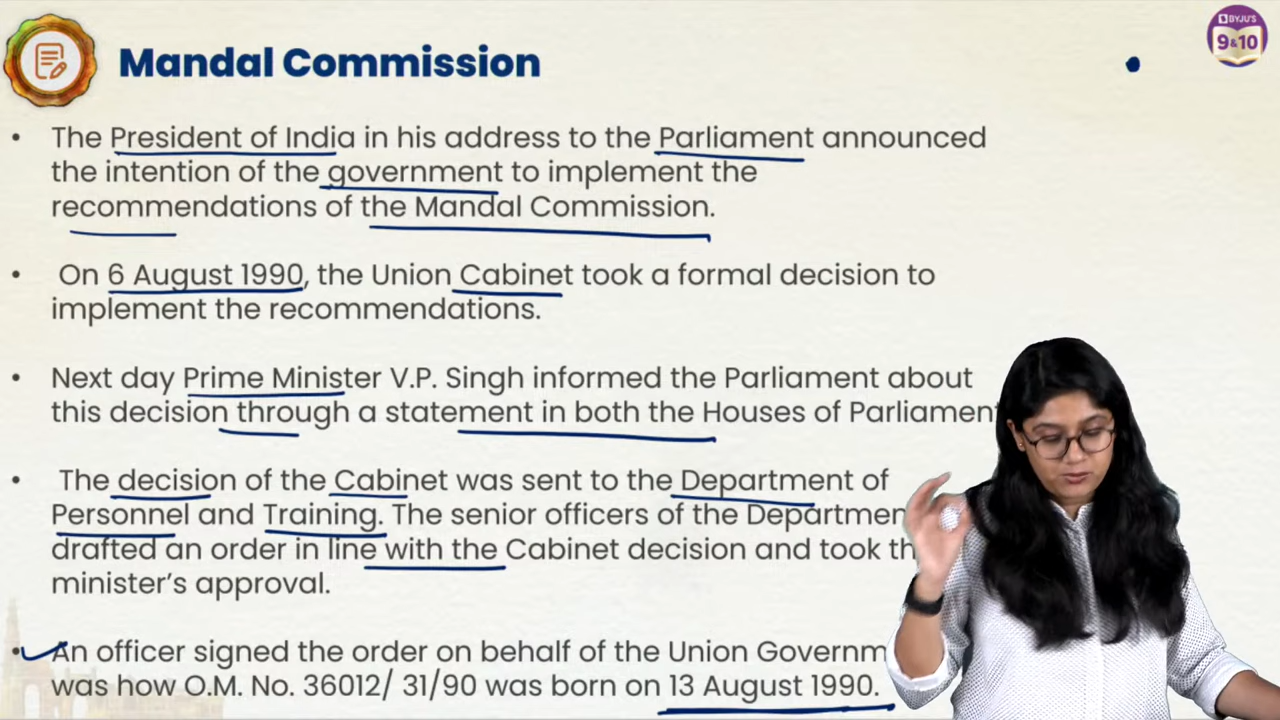 BYJU'S
9&10
Mandal Commission
• The President of India in his address to the Parliament announced
the intention of the government to implement the
recommendations of the Mandal Commission.
• On 6 August 1990, the Union Cabinet took a formal decision to
implement the recommendations.
• Next day Prime Minister V.P. Singh informed the Parliament about
this decision through a statement in both the Houses of Parliament
• The decision of the Cabinet was sent to the Department of
Personnel and Training. The senior officers of the Departmen
drafted an order in line with the Cabinet decision and took th
minister's approval.
• An officer signed the order on behalf of the Union Governm
was how O.M. No. 36012/ 31/90 was born on 13 August 1990.